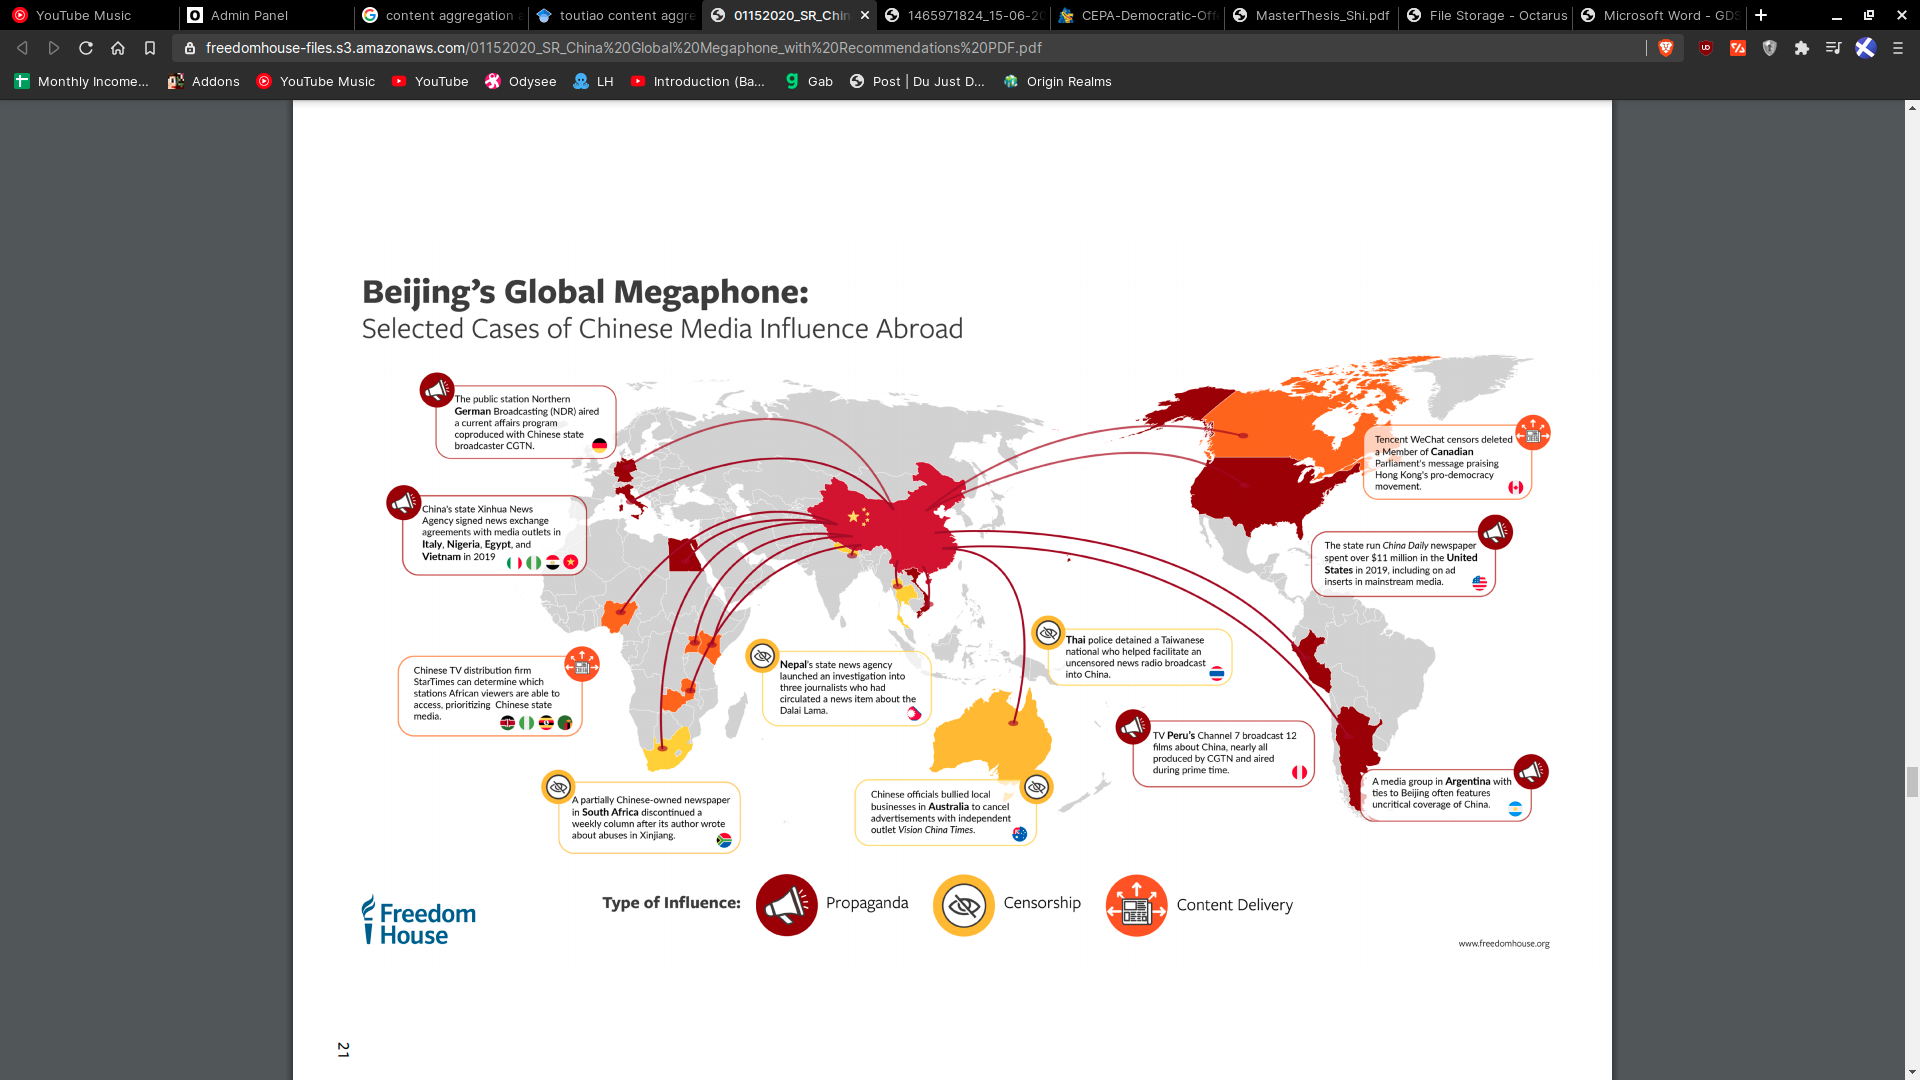 YouTube Music
Admin Panel
content aggregation
toutiao content aggre
01152020_SR_Chin
1465971824_15-06-20
CEPA-Democratic-Off
MasterThesis_Shi.pdf
File Storage - Octarus
Microsoft Word - GDS
freedomhouse-files.s3.amazonaws.com/01152020_SR_China%20Global%20Megaphone_with%20Recommendations%20PDF.pdf
Monthly Income...
Addons
YouTube Music
YouTube
Odysee
LH
Introduction (Ba...
Gab
Post | Du Just D...
Origin Realms
Beijing's Global Megaphone:
Selected Cases of Chinese Media Influence Abroad
The public station Northern
German Broadcasting (NDR) aired
a current affairs program
coproduced with Chinese state
broadcaster CGTN.
Tencent WeChat censors deleted
a Member of Canadian
Parliament's message praising
Hong Kong's pro-democracy
movement.
China's state Xinhua News
Agency signed news exchange
agreements with media outlets in
Italy, Nigeria, Egypt, and
Vietnam in 2019
The state run China Daily newspaper
spent over $11 million in the United
States in 2019, including on ad
inserts in mainstream media.
Chinese TV distribution firm
StarTimes can determine which
stations African viewers are able to
access, prioritizing Chinese state
media.
Nepal's state news agency
launched an investigation into
three journalists who had
circulated a news item about the
Dalai Lama.
Thai police detained a Taiwanese
national who helped facilitate an
uncensored news radio broadcast
into China.
TV Peru's Channel 7 broadcast 12
films about China, nearly all
produced by CGTN and aired
during prime time.
A partially Chinese-owned newspaper
in South Africa discontinued a
weekly column after its author wrote
about abuses in Xinjiang.
Chinese officials bullied local
businesses in Australia to cancel
advertisements with independent
outlet Vision China Times.
A media group in Argentina with
ties to Beijing often features
uncritical coverage of China.
Freedom
House
Type of Influence:
Propaganda
Censorship
Content Delivery
www.freedomhouse.org
21